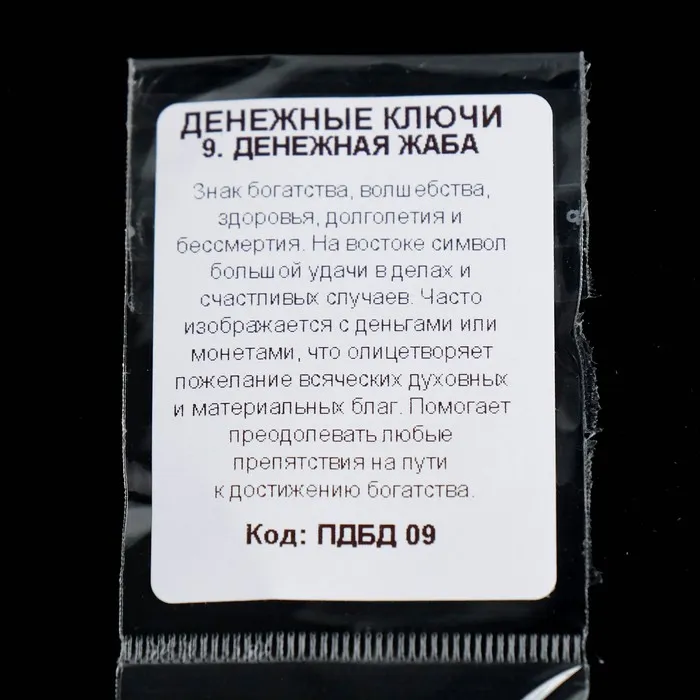 ДЕНЕЖНЫЕ КЛЮЧИ
9. ДЕНЕЖНАЯ ЖАБА
Знак богатства, волшебства,
здоровья, долголетия и
бессмертия. На востоке символ
большой удачи в делах и
счастливых случаев. Часто
изображается с деньгами или
монетами, что олицетворяет
пожелание всяческих духовных
и материальных благ. Помогает
преодолевать любые
препятствия на пути
к достижению богатства.
Код: ПДБД 09